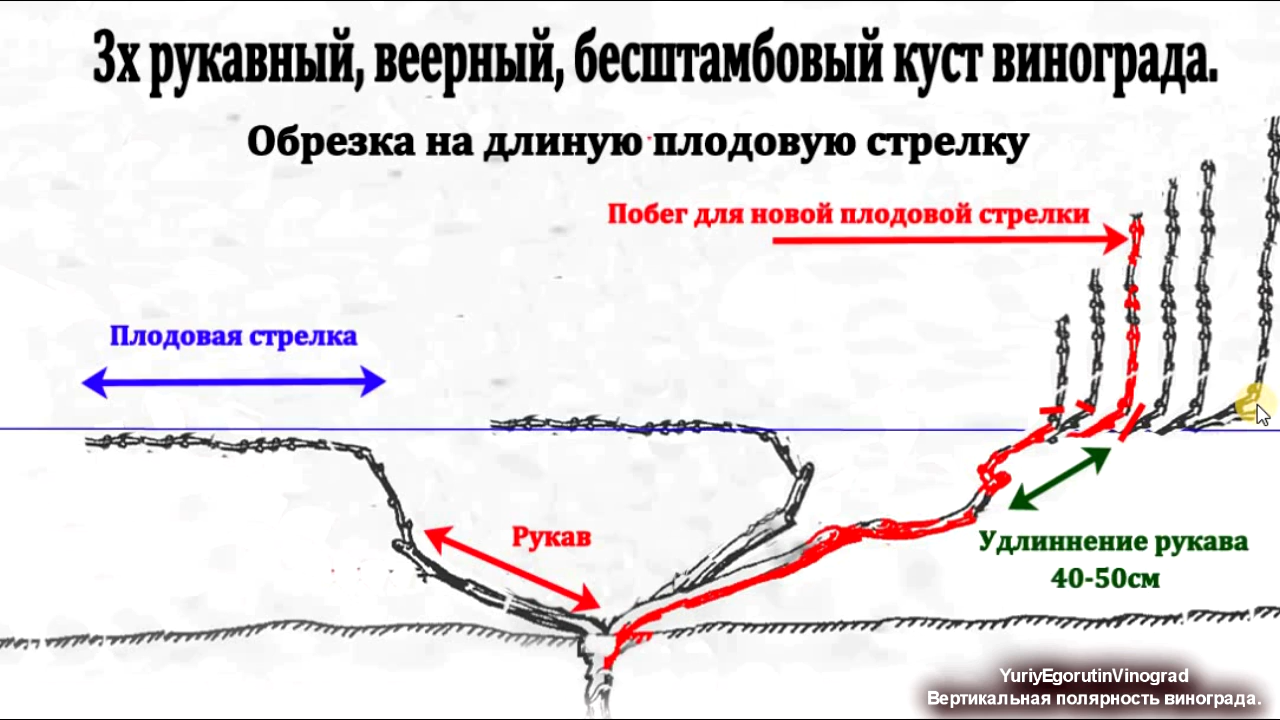 3х рукавный, веерный, бесштамбовый куст винограда.
Обрезка на длиную плодовую стрелку
Побег для новой плодовой стрелки
Плодовая стрелка
Рукав
Удлиннение рукава
40-50см
YuriyEgorutinVinograd
Вертикальная полярность винограда.